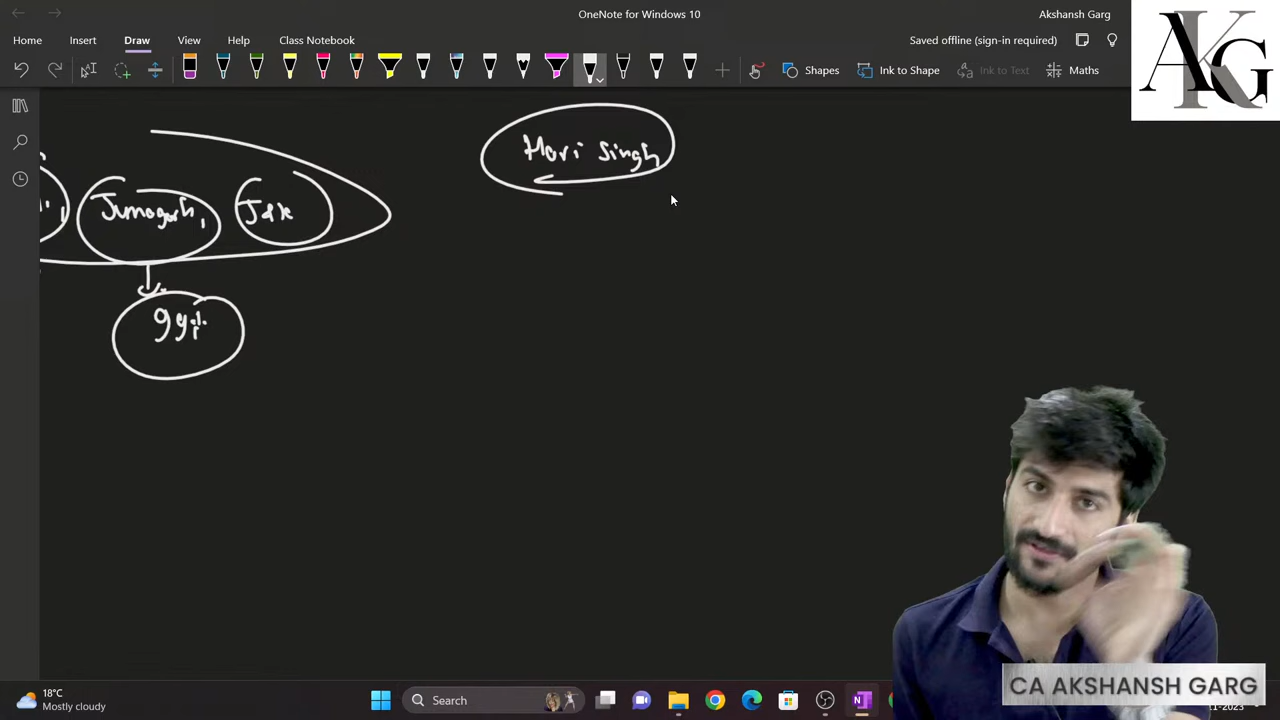 OneNote for Windows 10
Akshansh Garg
Home Insert Draw View Help Class Notebook
Saved offline (sign-in required)
Shapes
Ink to Shape
Ink to Text
Maths
AKG
Hari Singh
Junagarh,
J&K
99%
CA AKSHANSH GARG
18°C
Mostly cloudy
Search